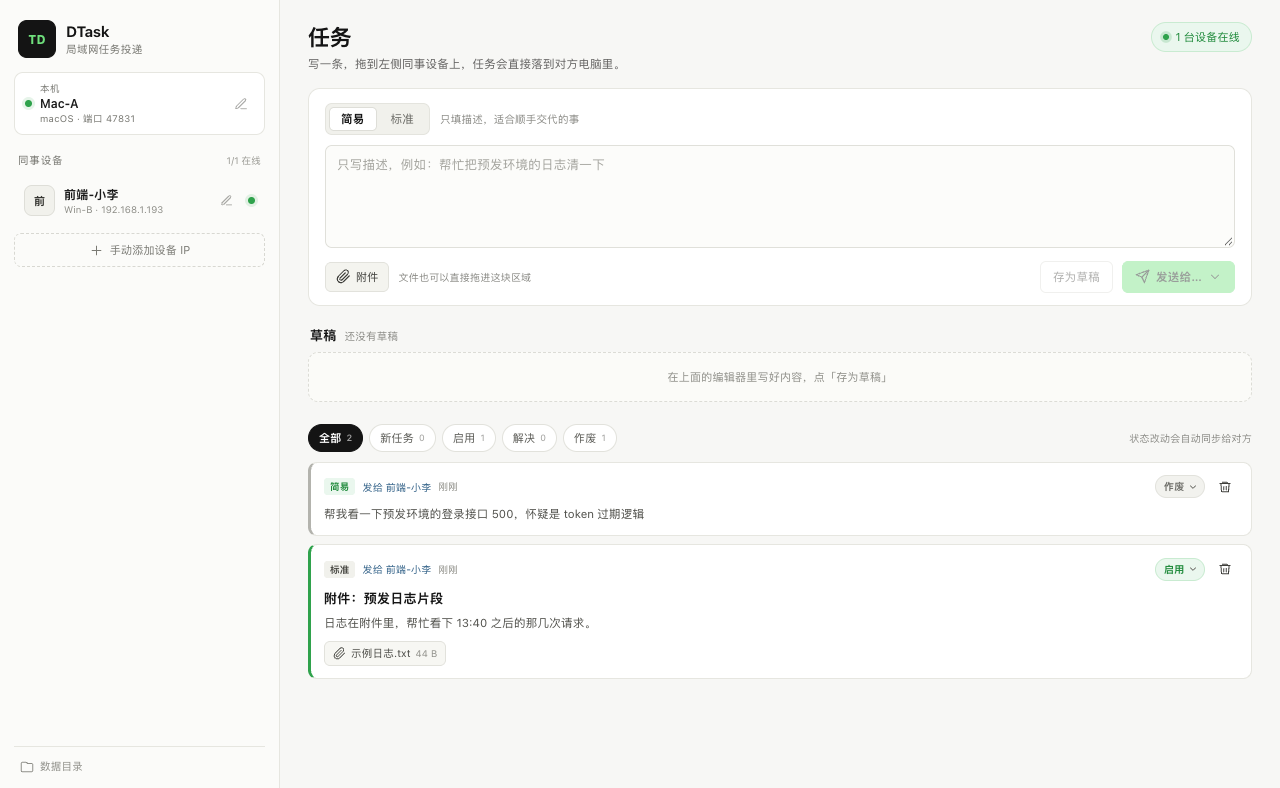 TD
DTask
局域网任务投递
本机
Mac-A
macOS · 端口 47831
同事设备
1/1 在线
前
前端-小李
Win-B · 192.168.1.193
手动添加设备 IP
数据目录
任务
写一条，拖到左侧同事设备上，任务会直接落到对方电脑里。
1 台设备在线
简易 标准 只填描述，适合顺手交代的事
只写描述，例如：帮忙把预发环境的日志清一下
附件 文件也可以直接拖进这块区域
存为草稿 发送给...
草稿 还没有草稿
在上面的编辑器里写好内容，点「存为草稿」
全部 2 新任务 0 启用 1 解决 0 作废 1
状态改动会自动同步给对方
简易 发给 前端-小李 刚刚
作废
帮我看一下预发环境的登录接口 500，怀疑是 token 过期逻辑
标准 发给 前端-小李 刚刚
启用
附件：预发日志片段
日志在附件里，帮忙看下 13:40 之后的那几次请求。
示例日志.txt 44 B